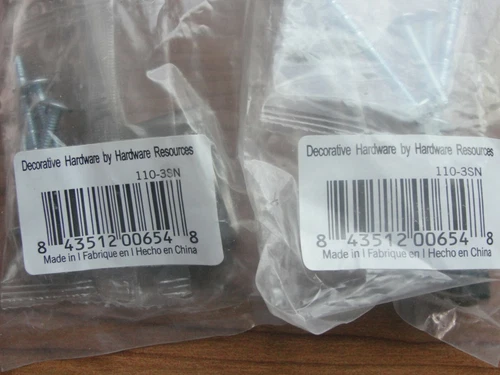 Decorative Hardware by Hardware Resources
110-3SN
8 43512 00654 8
Made in | Fabrique en | Hecho en China
Decorative Hardware by Hardware Resources
110-3SN
8 43512 00654 8
Made in | Fabrique en | Hecho en China